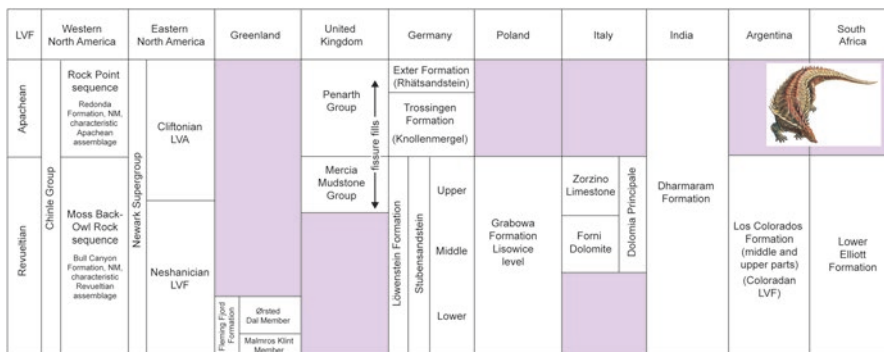 LVF
Western
North America
Eastern
North America
Greenland
United
Kingdom
Germany
Poland
Italy
India
Argentina
South
Africa
Apachean
Revueltian
Chinle Group
Rock Point
sequence
Redonda
Formation, NM,
characteristic
Apachean
assemblage
Moss Back-
Owl Rock
sequence
Bull Canyon
Formation, NM,
characteristic
Revueltian
assemblage
Newark Supergroup
Cliftonian
LVA
Neshanician
LVF
Fleming Fjord
Formation
Ørsted
Dal Member
Malmros Klint
Member
Penarth
Group
Mercia
Mudstone
Group
fissure fills
Exter Formation
(Rhätsandstein)
Trossingen
Formation
(Knollenmergel)
Löwenstein Formation
Stubensandstein
Upper
Middle
Lower
Grabowa
Formation
Lisowice
level
Zorzino
Limestone
Forni
Dolomite
Dolomia Principale
Dharmaram
Formation
Los Colorados
Formation
(middle and
upper parts)
(Coloradan
LVF)
Lower
Elliott
Formation